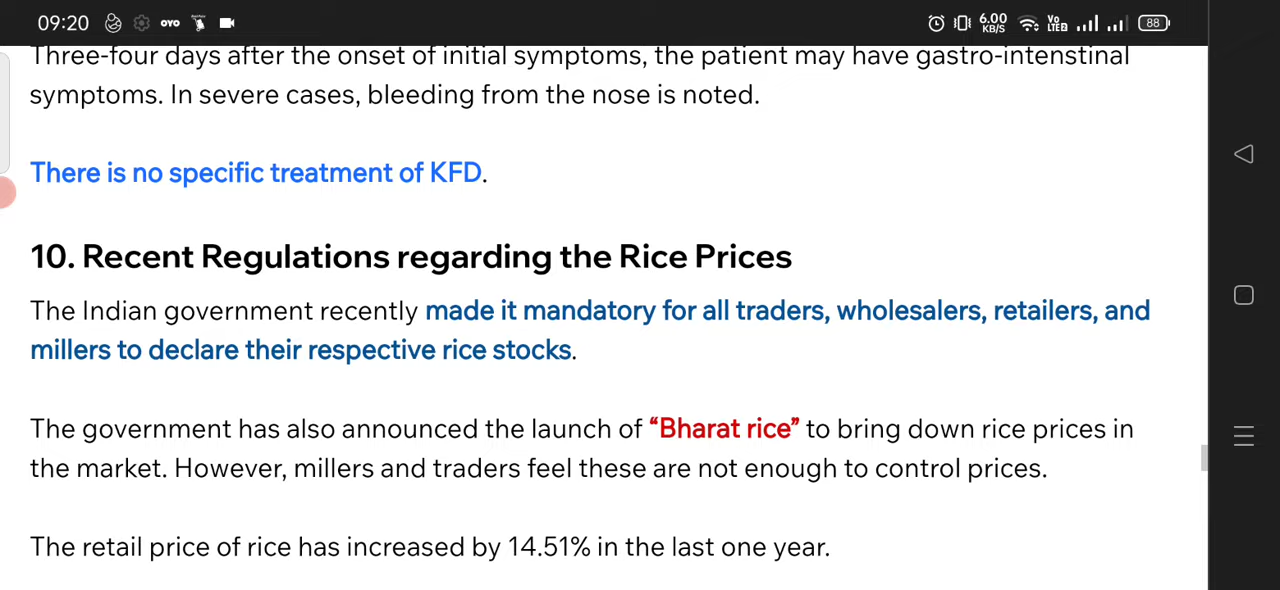 09:20 OYO 6.00 KB/S Vo LTE 88
Three-four days after the onset of initial symptoms, the patient may have gastro-intenstinal
symptoms. In severe cases, bleeding from the nose is noted.
There is no specific treatment of KFD.
10. Recent Regulations regarding the Rice Prices
The Indian government recently made it mandatory for all traders, wholesalers, retailers, and
millers to declare their respective rice stocks.
The government has also announced the launch of “Bharat rice” to bring down rice prices in
the market. However, millers and traders feel these are not enough to control prices.
The retail price of rice has increased by 14.51% in the last one year.